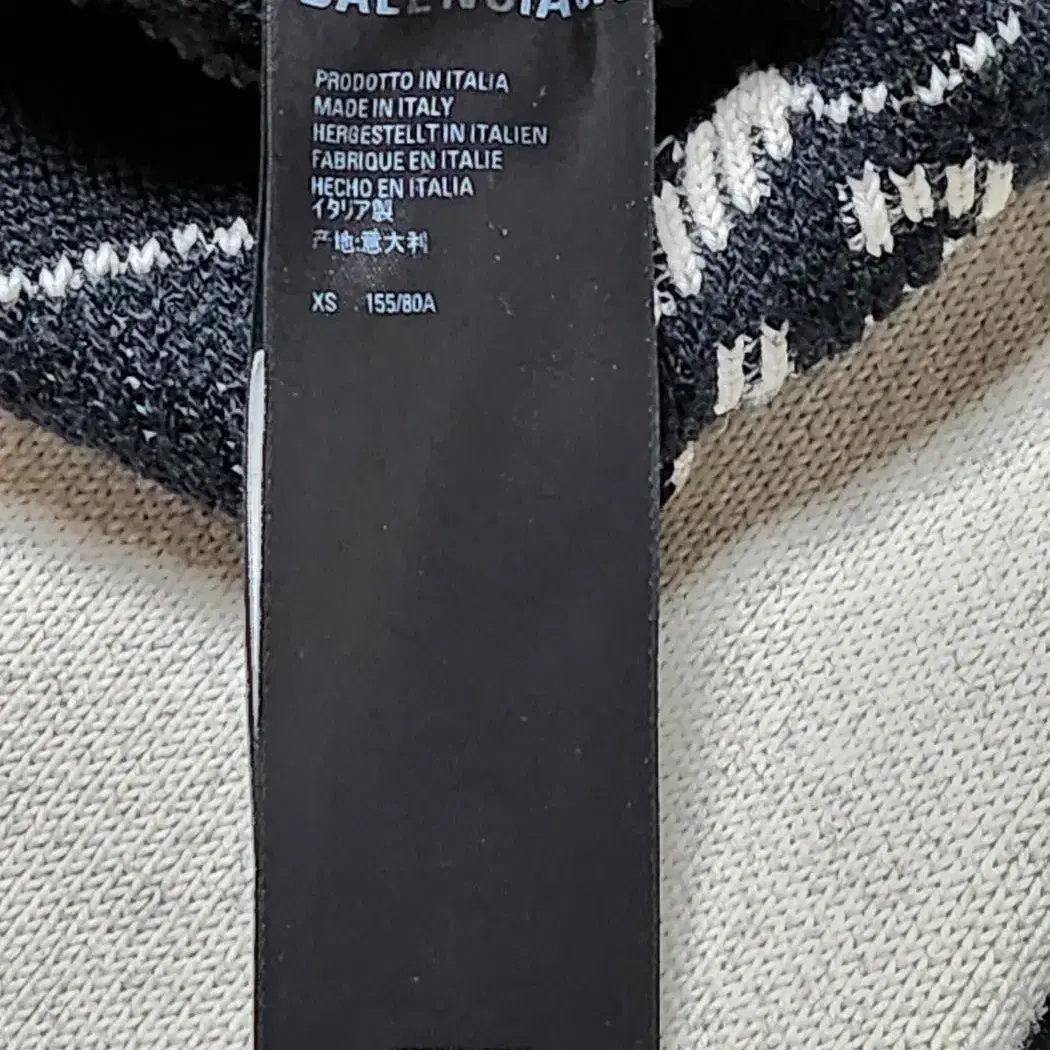 BALENCIAGA
PRODOTTO IN ITALIA
MADE IN ITALY
HERGESTELLT IN ITALIEN
FABRIQUE EN ITALIE
HECHO EN ITALIA
イタリア製
产地:意大利
XS 155/80A